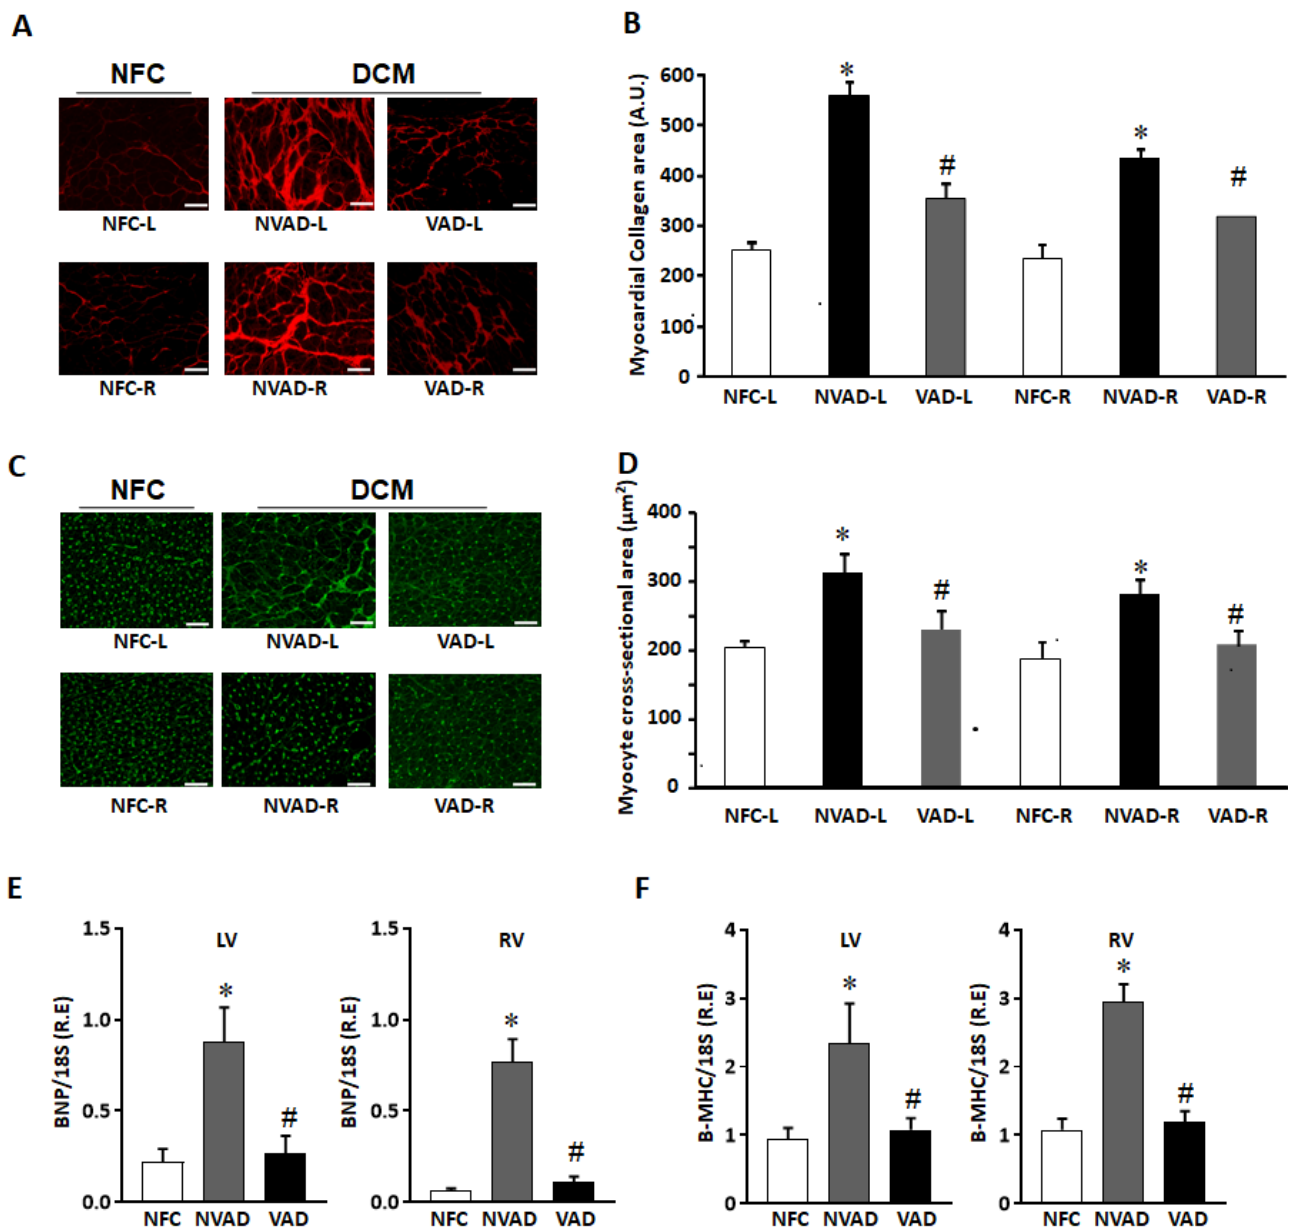 A
NFC DCM
NFC-L NVAD-L VAD-L
NFC-R NVAD-R VAD-R
B
Myocardial Collagen area (A.U.)
600
500
400
300
200
100
0
* # * #
NFC-L NVAD-L VAD-L NFC-R NVAD-R VAD-R
C
NFC DCM
NFC-L NVAD-L VAD-L
NFC-R NVAD-R VAD-R
D
Myocyte cross-sectional area (µm²)
400
300
200
100
0
* # * #
NFC-L NVAD-L VAD-L NFC-R NVAD-R VAD-R
E
BNP/18S (R.E)
1.5
1.0
0.5
0.0
LV
* #
NFC NVAD VAD
BNP/18S (R.E)
1.5
1.0
0.5
0.0
RV
* #
NFC NVAD VAD
F
B-MHC/18S (R.E)
4
3
2
1
0
LV
* #
NFC NVAD VAD
B-MHC/18S (R.E)
4
3
2
1
0
RV
* #
NFC NVAD VAD